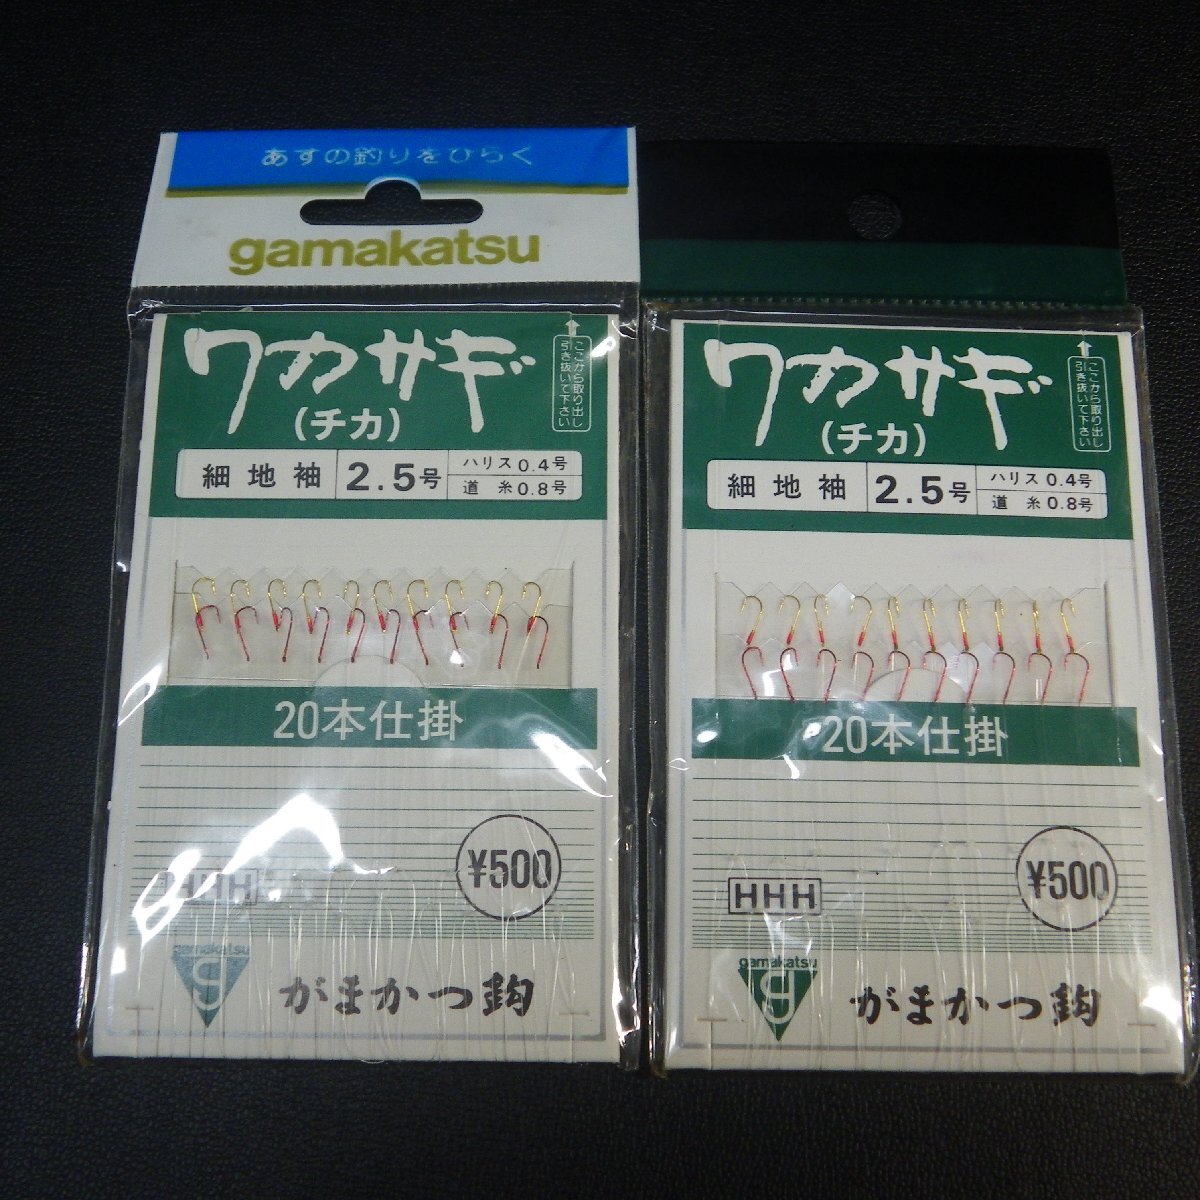 あすの釣りをひらく
gamakatsu
ワカサギ
(チカ)
ここから取り出し
引き抜いて下さい
細地袖
2.5号
ハリス0.4号
道糸0.8号
20本仕掛
¥500
HHH
gamakatsu
g
がまかつ鈎
ワカサギ
(チカ)
ここから取り出し
引き抜いて下さい
細地袖
2.5号
ハリス0.4号
道糸0.8号
20本仕掛
¥500
HHH
gamakatsu
g
がまかつ鈎